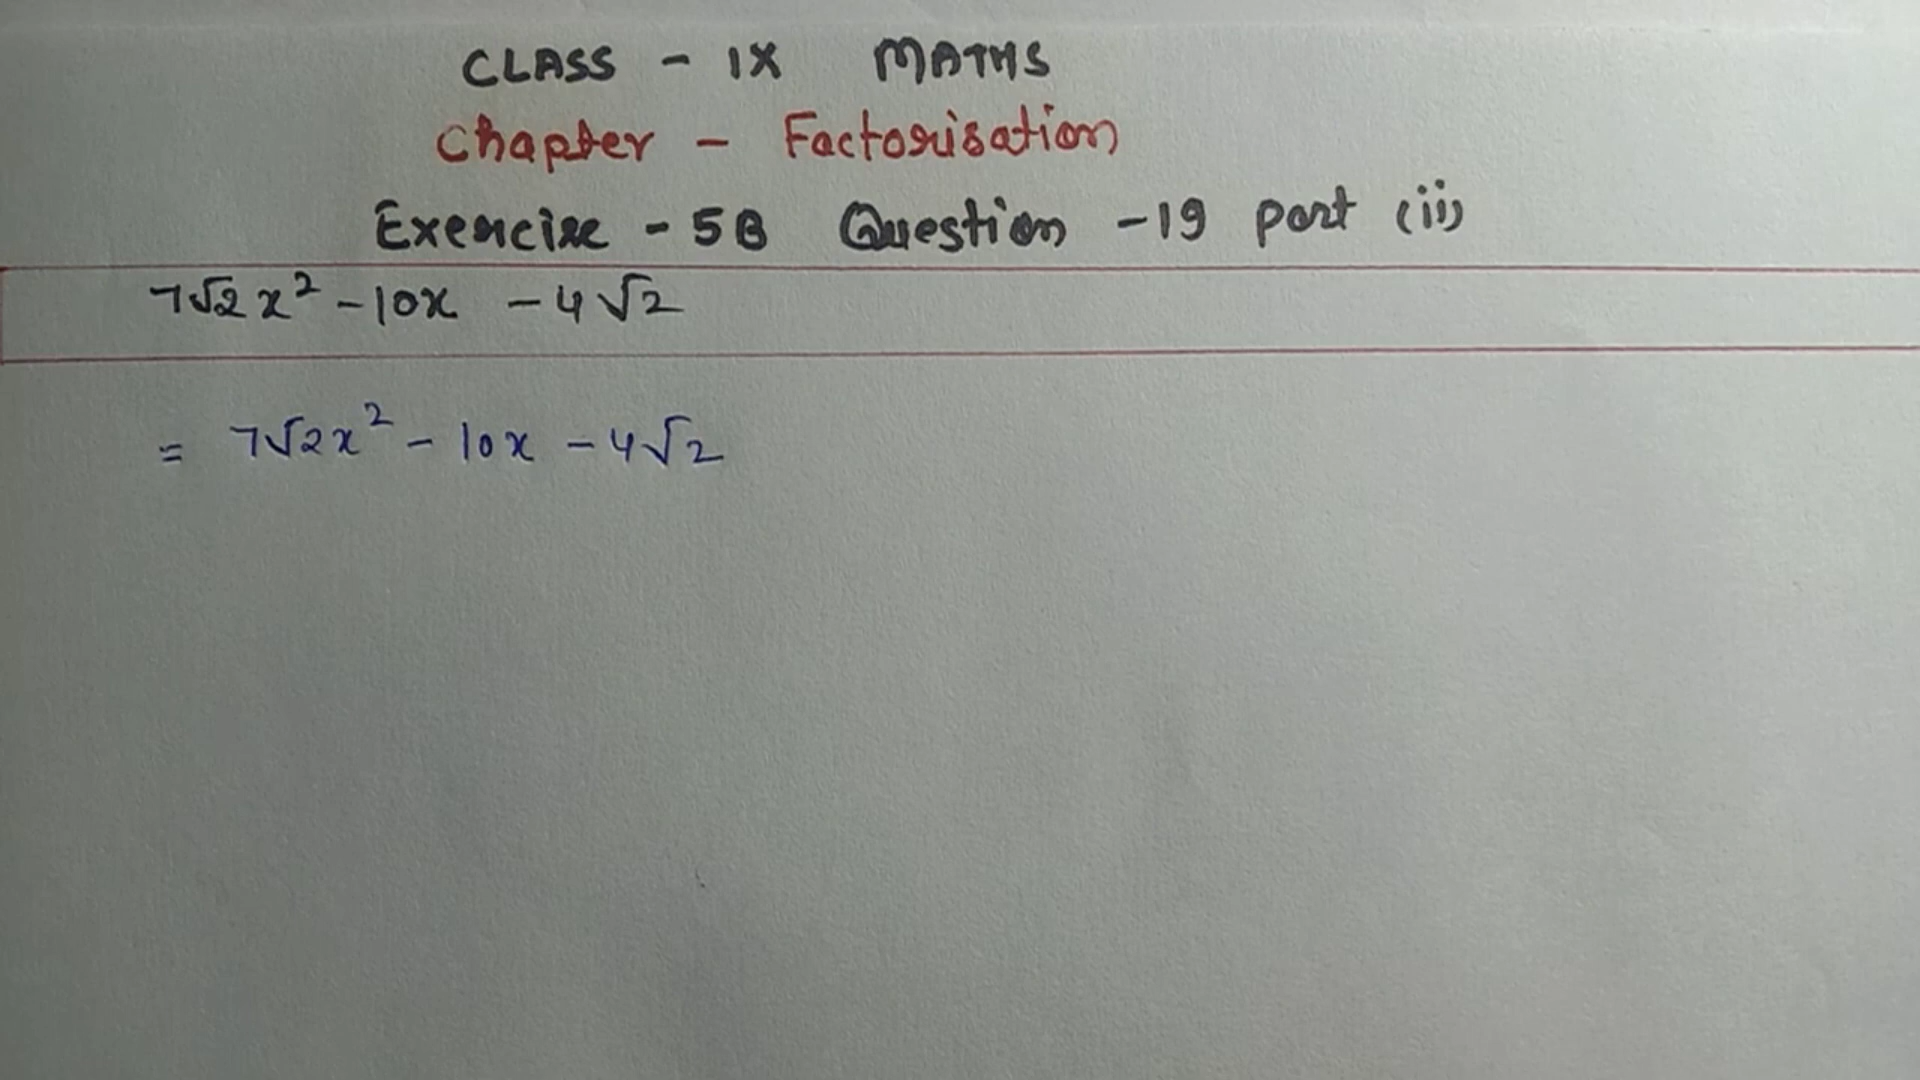 CLASS - IX MATHS
Chapter - Factorisation
Exercise - 5B Question - 19 part (ii)
7√2x² - 10x - 4√2
= 7√2x² - 10x - 4√2